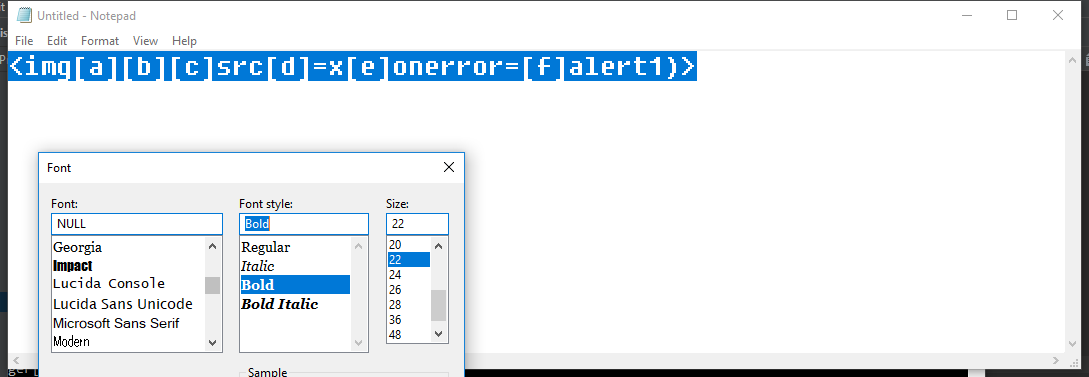 Untitled - Notepad
File Edit Format View Help
<img[a][b][c]src[d]=x[e]onerror=[f]alert1)>
Font
Font: Font style: Size:
NULL Bold 22
Georgia Regular 20
Impact Italic 22
Lucida Console Bold 24
Lucida Sans Unicode Bold Italic 26
Microsoft Sans Serif 28
Modern 36
48
Sample